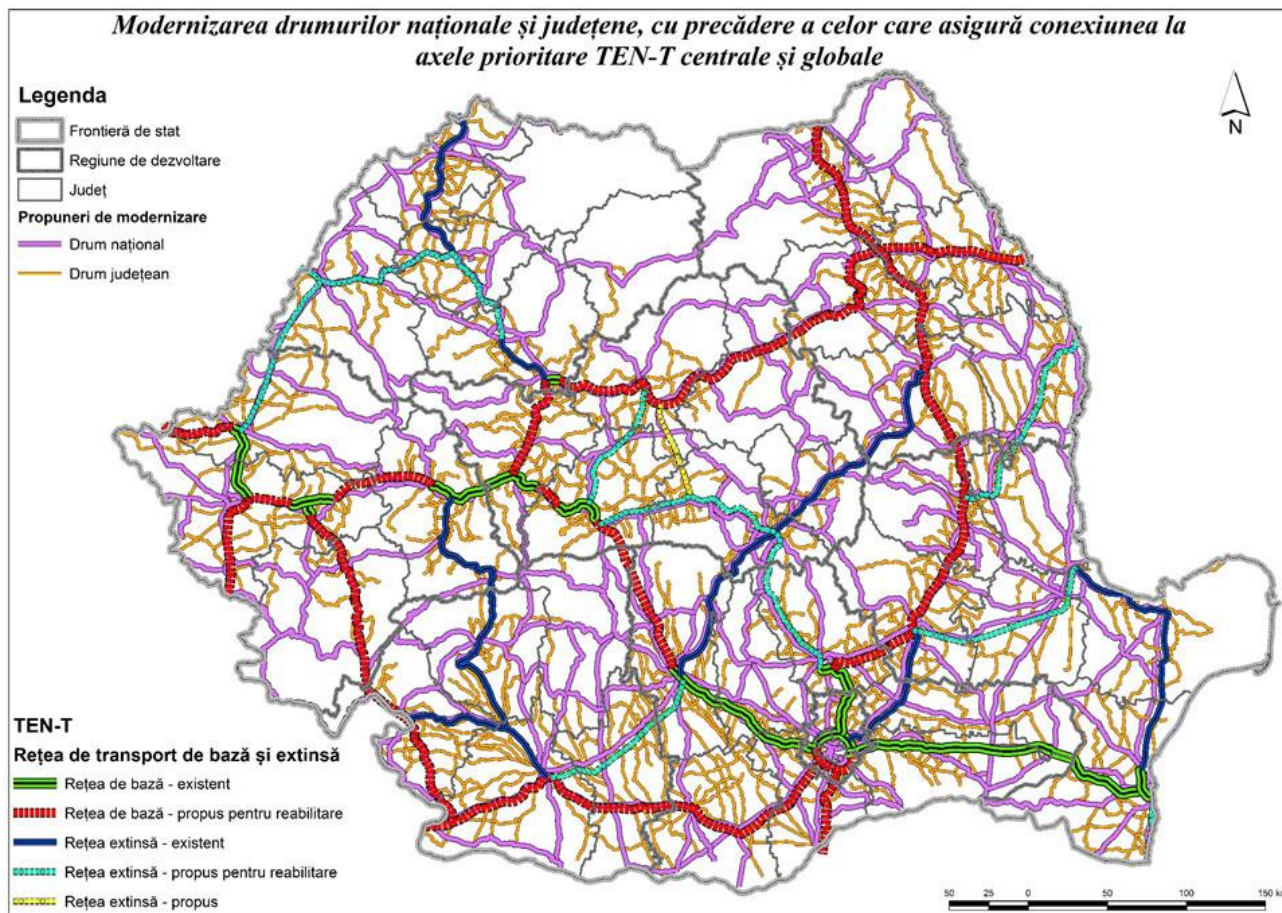 Modernizarea drumurilor naționale și județene, cu precădere a celor care asigură conexiunea la
axele prioritare TEN-T centrale și globale
Legenda
Frontieră de stat
Regiune de dezvoltare
Județ
Propuneri de modernizare
Drum național
Drum județean
N
TEN-T
Rețea de transport de bază și extinsă
Rețea de bază - existent
Rețea de bază - propus pentru reabilitare
Rețea extinsă - existent
Rețea extinsă - propus pentru reabilitare
Rețea extinsă - propus
50 25 0 50 100 150 km